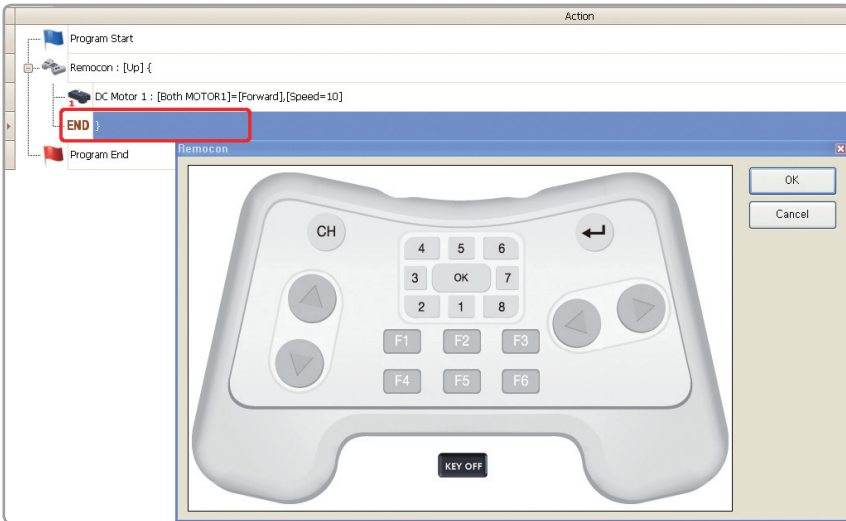 Action
Program Start
Remocon : [Up] {
1
DC Motor 1 : [Both MOTOR1]=[Forward],[Speed=10]
END }
Program End
Remocon
OK
Cancel
CH
4 5 6
3 OK 7
2 1 8
F1 F2 F3
F4 F5 F6
KEY OFF